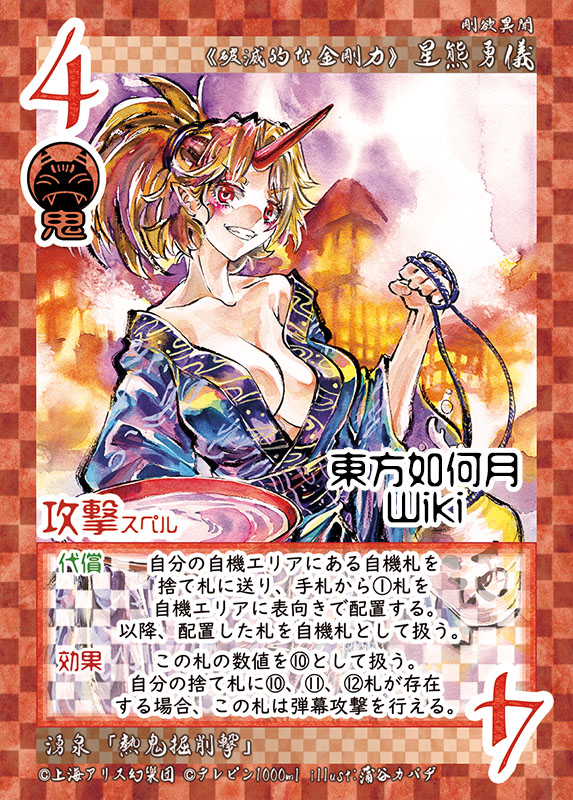 剛欲異聞
《破滅的な金剛力》 星熊勇儀
4
鬼
東方如何月
Wiki
攻撃スペル
代償
自分の自機エリアにある自機札を
捨て札に送り、手札から①札を
自機エリアに表向きで配置する。
以降、配置した札を自機札として扱う。
効果
この札の数値を⑩として扱う。
自分の捨て札に⑩、⑪、⑫札が存在
する場合、この札は弾幕攻撃を行える。
4
湧泉「熱鬼掘削撃」
©上海アリス幻樂団 ©テレピン1000ml illust:蒲谷カバヂ